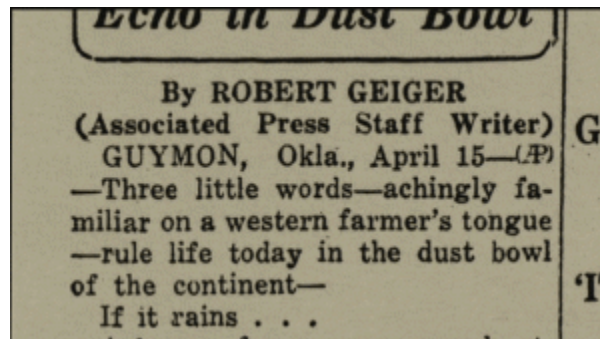 Echo in Dust Bowl
By ROBERT GEIGER
(Associated Press Staff Writer)
GUYMON, Okla., April 15—(AP)
—Three little words—achingly fa-
miliar on a western farmer's tongue
—rule life today in the dust bowl
of the continent—
If it rains . . .
G
'I